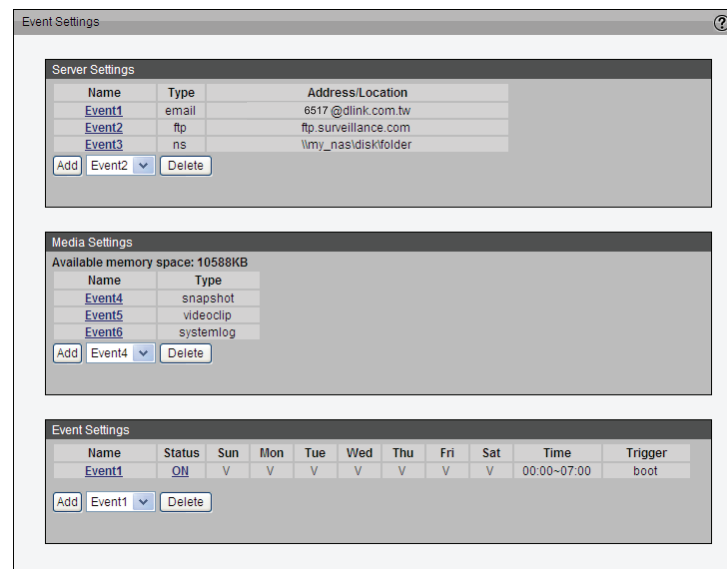 Event Settings ?
Server Settings
Name Type Address/Location
Event1 email 6517 @dlink.com.tw
Event2 ftp ftp.surveillance.com
Event3 ns \\my_nas\disk\folder
Add Event2 Delete
Media Settings
Available memory space: 10588KB
Name Type
Event4 snapshot
Event5 videoclip
Event6 systemlog
Add Event4 Delete
Event Settings
Name Status Sun Mon Tue Wed Thu Fri Sat Time Trigger
Event1 ON V V V V V V V 00:00~07:00 boot
Add Event1 Delete